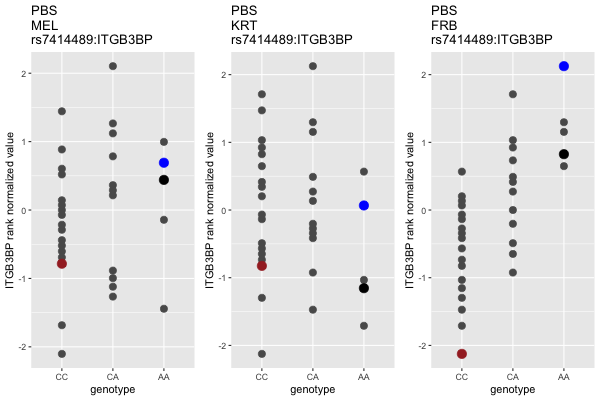 PBS
MEL
rs7414489:ITGB3BP
ITGB3BP rank normalized value
2
1
0
-1
-2
CC CA AA
genotype
PBS
KRT
rs7414489:ITGB3BP
ITGB3BP rank normalized value
2
1
0
-1
-2
CC CA AA
genotype
PBS
FRB
rs7414489:ITGB3BP
ITGB3BP rank normalized value
2
1
0
-1
-2
CC CA AA
genotype